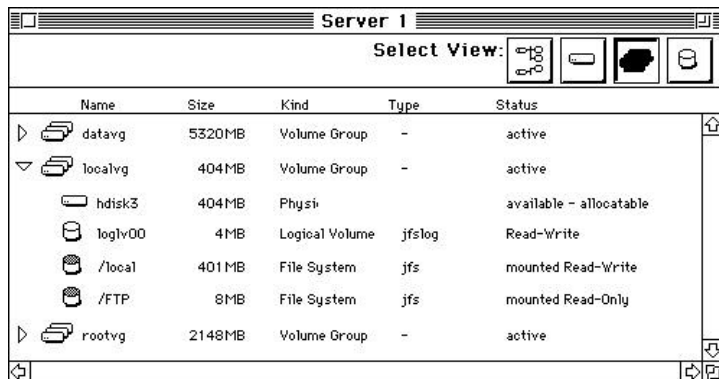 Server 1
Select View:
Name Size Kind Type Status
datavg 5320MB Volume Group - active
localvg 404MB Volume Group - active
hdisk3 404MB Physi available - allocatable
loglv00 4MB Logical Volume jfslog Read-Write
/local 401MB File System jfs mounted Read-Write
/FTP 8MB File System jfs mounted Read-Only
rootvg 2148MB Volume Group - active